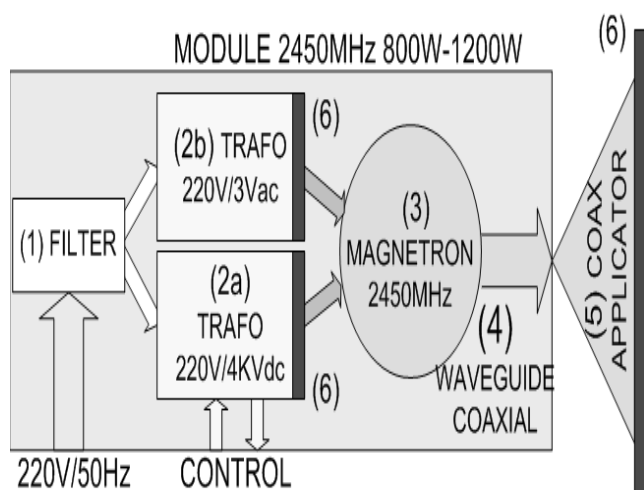 MODULE 2450MHz 800W-1200W
(6)
(2b) TRAFO
220V/3Vac
(6)
(1) FILTER
(2a)
TRAFO
220V/4KVdc
(6)
(3)
MAGNETRON
2450MHz
(4)
WAVEGUIDE
COAXIAL
(5) COAX
APPLICATOR
220V/50Hz
CONTROL